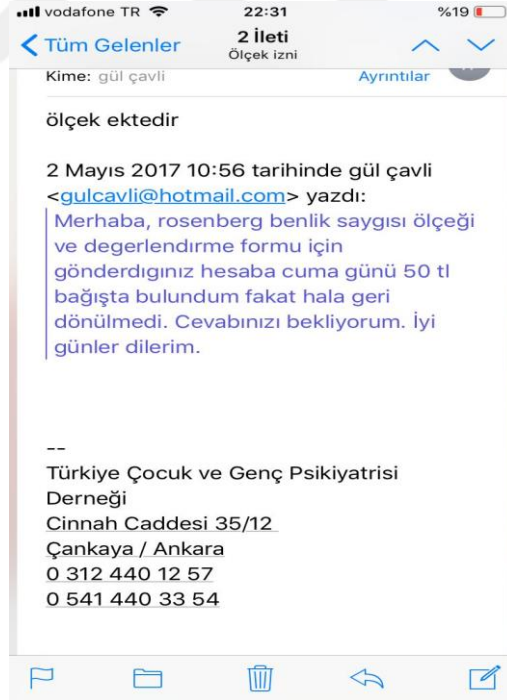 vodafone TR 22:31 %19
Tüm Gelenler 2 İleti
Ölçek izni
Kime: gül çavli Ayrıntılar
ölçek ektedir
2 Mayıs 2017 10:56 tarihinde gül çavli
<gulcavli@hotmail.com> yazdı:
Merhaba, rosenberg benlik saygısı ölçeği
ve degerlendirme formu için
gönderdıgınız hesaba cuma günü 50 tl
bağışta bulundum fakat hala geri
dönülmedi. Cevabınızı bekliyorum. İyi
günler dilerim.
--
Türkiye Çocuk ve Genç Psikiyatrisi
Derneği
Cinnah Caddesi 35/12
Çankaya / Ankara
0 312 440 12 57
0 541 440 33 54